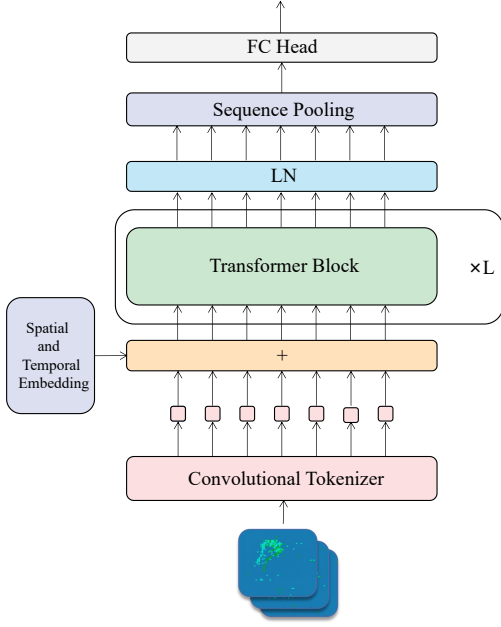 FC Head
Sequence Pooling
LN
Transformer Block
×L
Spatial
and
Temporal
Embedding
+
Convolutional Tokenizer